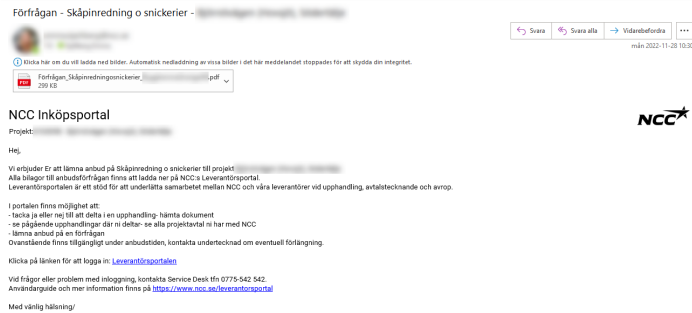 Förfrågan - Skåpinredning o snickerier -
Svara Svara alla Vidarebefordra
mån 2022-11-28 10:30
Klicka här om du vill ladda ned bilder. Automatisk nedladdning av vissa bilder i det här meddelandet stoppades för att skydda din integritet.
Förfrågan_Skåpinredningosnickerier_ .pdf
299 KB
NCC Inköpsportal
NCC
Projekt:
Hej,
Vi erbjuder Er att lämna anbud på Skåpinredning o snickerier till projekt
Alla bilagor till anbudsförfrågan finns att ladda ner på NCC:s Leverantörsportal.
Leverantörsportalen är ett stöd för att underlätta samarbetet mellan NCC och våra leverantörer vid upphandling, avtalstecknande och avrop.
I portalen finns möjlighet att:
- tacka ja eller nej till att delta i en upphandling- hämta dokument
- se pågående upphandlingar där ni deltar- se alla projektavtal ni har med NCC
- lämna anbud på en förfrågan
Ovanstående finns tillgängligt under anbudstiden, kontakta undertecknad om eventuell förlängning.
Klicka på länken för att logga in: Leverantörsportalen
Vid frågor eller problem med inloggning, kontakta Service Desk tfn 0775-542 542.
Användarguide och mer information finns på https://www.ncc.se/leverantorsportal
Med vänlig hälsning/